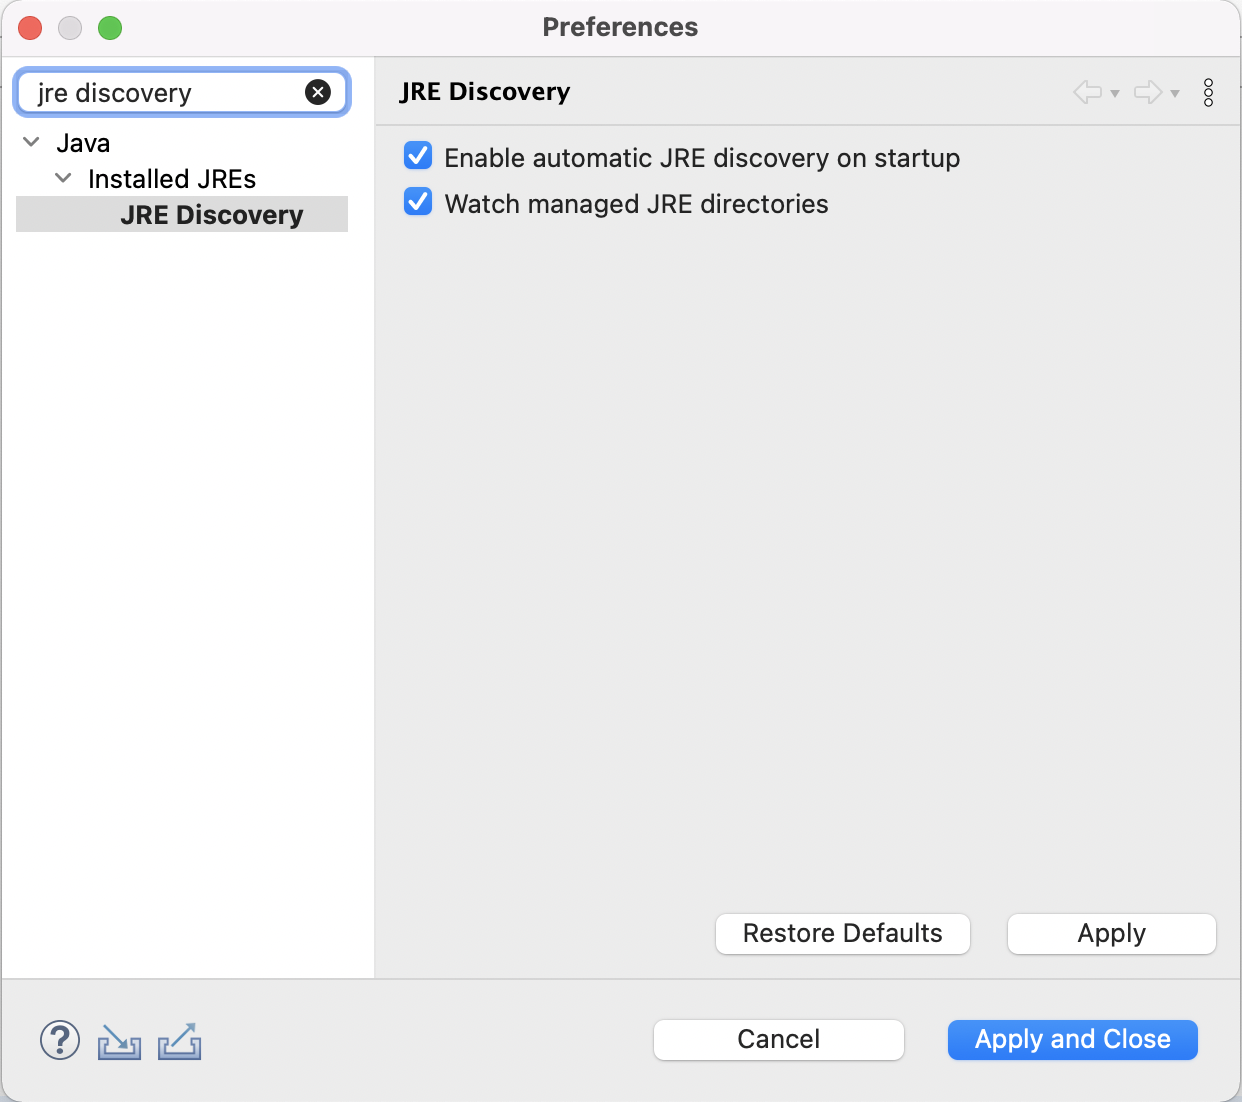 Preferences
jre discovery
Java
Installed JREs
JRE Discovery
JRE Discovery
Enable automatic JRE discovery on startup
Watch managed JRE directories
Restore Defaults
Apply
Cancel
Apply and Close